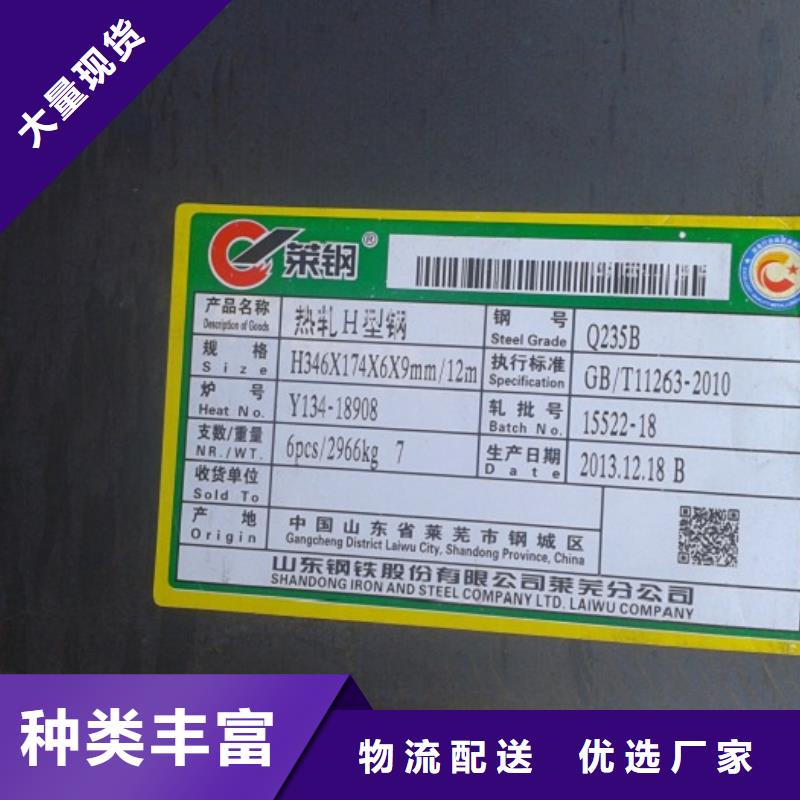 大量现货
莱钢®
产品名称 热轧H型钢 钢号 Q235B
Description of Goods Steel Grade
规格 H346X174X6X9mm/12m 执行标准 GB/T11263-2010
Size Specification
炉号 Y134-18908 轧批号 15522-18
Heat No. Batch No.
支数/重量 6pcs/2966kg 7 生产日期 2013.12.18 B
NR./WT. Date
收货单位
Sold To
产地 中国山东省莱芜市钢城区
Origin Gangcheng District Laiwu City, Shandong Province, China
山东钢铁股份有限公司莱芜分公司
SHANDONG IRON AND STEEL COMPANY LTD. LAIWU COMPANY
种类丰富 物流配送 优选厂家